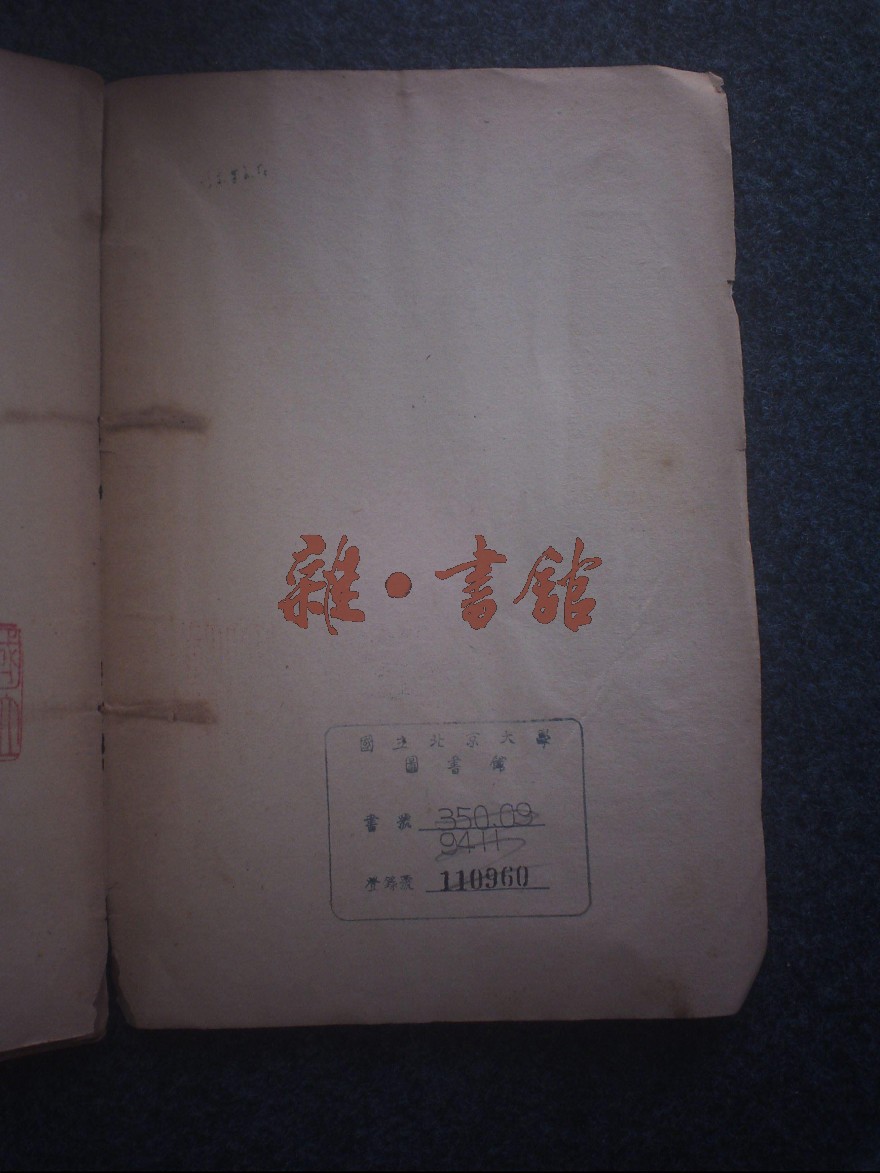 雜・書館
國立北京大學
圖書館
書號 350.09
9411
登錄號 110960